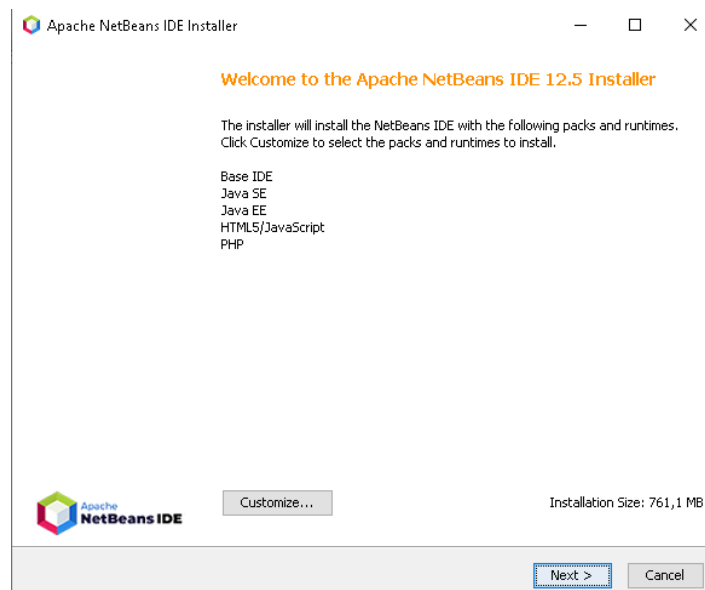 Apache NetBeans IDE Installer
Welcome to the Apache NetBeans IDE 12.5 Installer
The installer will install the NetBeans IDE with the following packs and runtimes.
Click Customize to select the packs and runtimes to install.
Base IDE
Java SE
Java EE
HTML5/JavaScript
PHP
Apache
NetBeans IDE
Customize...
Installation Size: 761,1 MB
Next >
Cancel